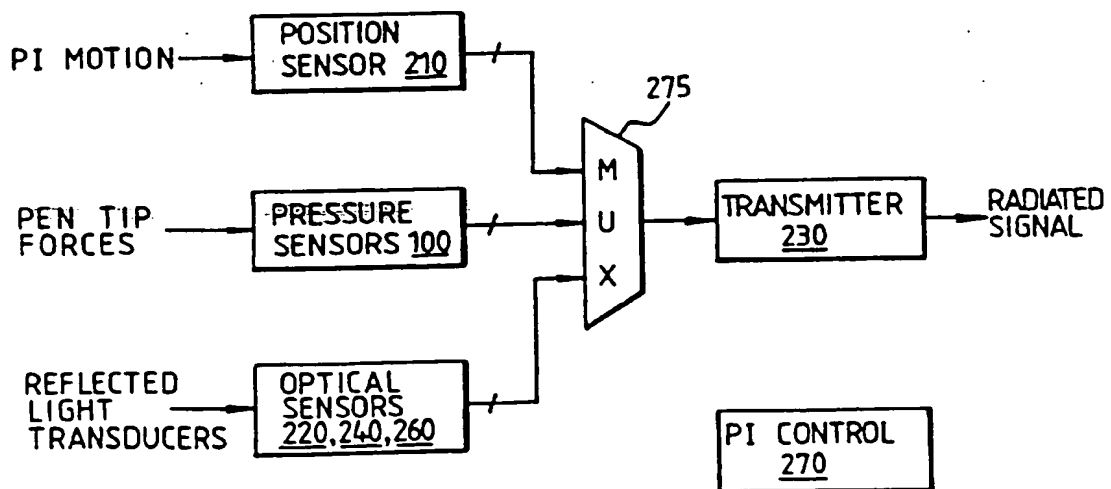 PI MOTION
POSITION
SENSOR 210
275
PEN TIP
FORCES
PRESSURE
SENSORS 100
M
U
X
TRANSMITTER
230
RADIATED
SIGNAL
REFLECTED
LIGHT
TRANSDUCERS
OPTICAL
SENSORS
220,240,260
PI CONTROL
270